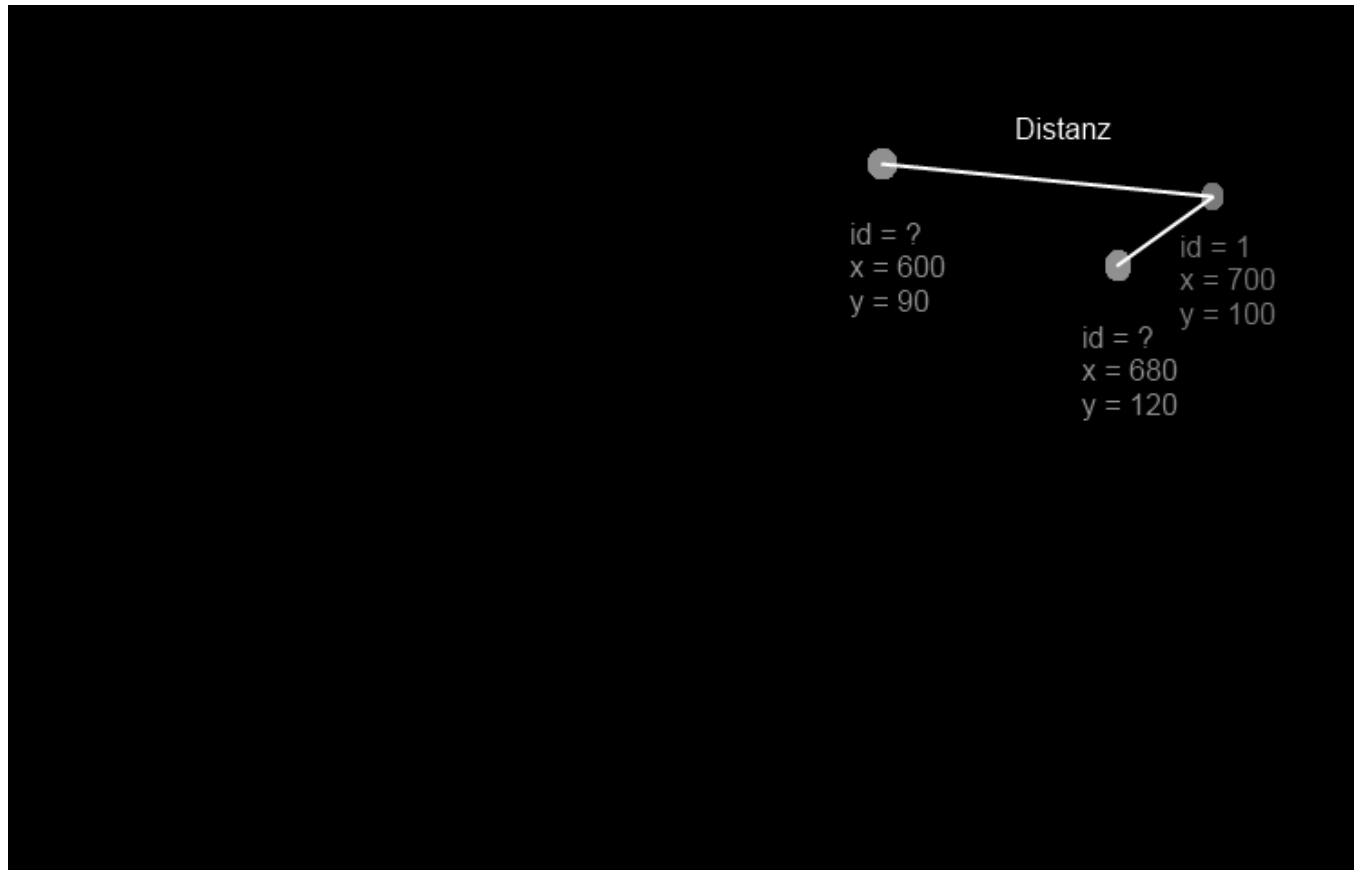 Distanz
id = ?
x = 600
y = 90
id = 1
x = 700
y = 100
id = ?
x = 680
y = 120